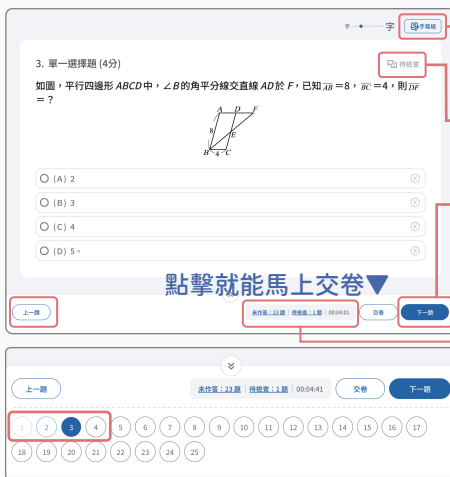 字 字 手寫板
3. 單一選擇題 (4分)
待檢查
如圖，平行四邊形 ABCD 中，∠B 的角平分線交直線 AD 於 F，已知 AB＝8，BC＝4，則 DF
＝？
A D F
8
E
B 4 C
(A) 2
(B) 3
(C) 4
(D) 5。
點擊就能馬上交卷▼
上一題 未作答：23 題 待檢查：1 題 00:04:41 交卷 下一題
上一題 未作答：23 題 待檢查：1 題 00:04:41 交卷 下一題
1 2 3 4 5 6 7 8 9 10 11 12 13 14 15 16 17
18 19 20 21 22 23 24 25